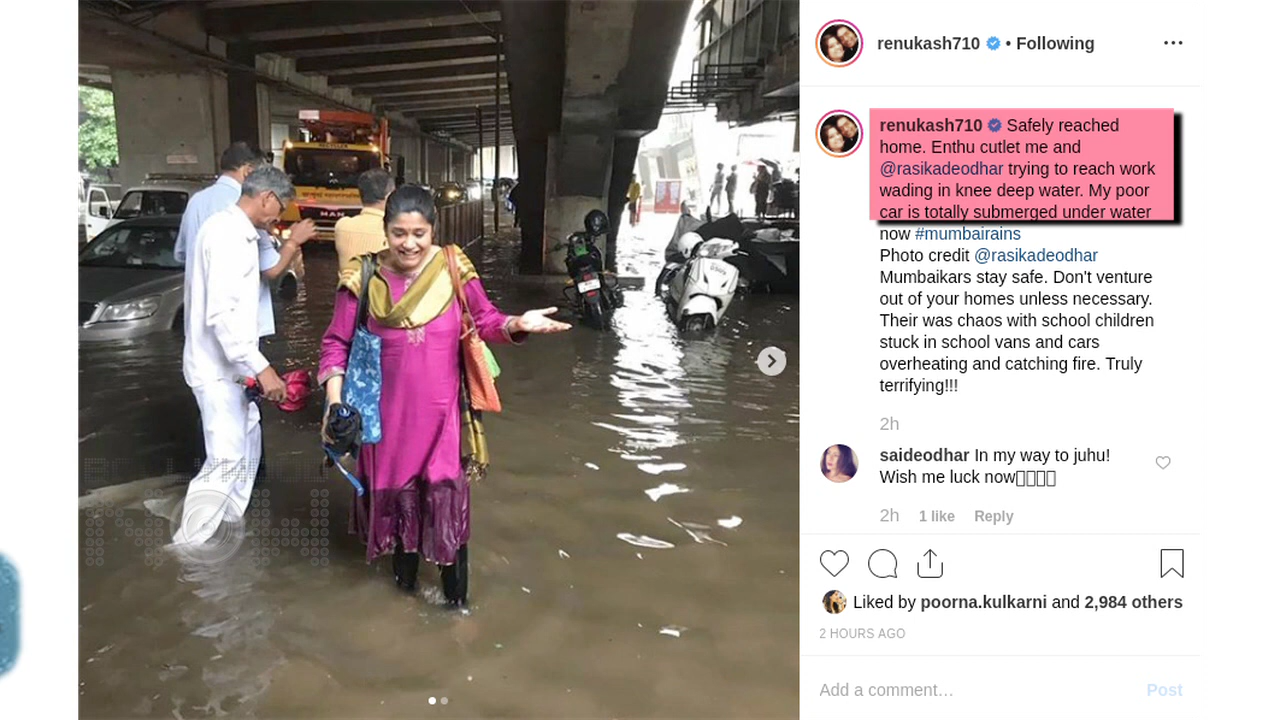 renukash710 • Following
renukash710 Safely reached
home. Enthu cutlet me and
@rasikadeodhar trying to reach work
wading in knee deep water. My poor
car is totally submerged under water
now #mumbairains
Photo credit @rasikadeodhar
Mumbaikars stay safe. Don't venture
out of your homes unless necessary.
Their was chaos with school children
stuck in school vans and cars
overheating and catching fire. Truly
terrifying!!!
2h
saideodhar In my way to juhu!
Wish me luck now
2h 1 like Reply
Liked by poorna.kulkarni and 2,984 others
2 HOURS AGO
Add a comment… Post
MAN
BOLLYWOOD
NOW